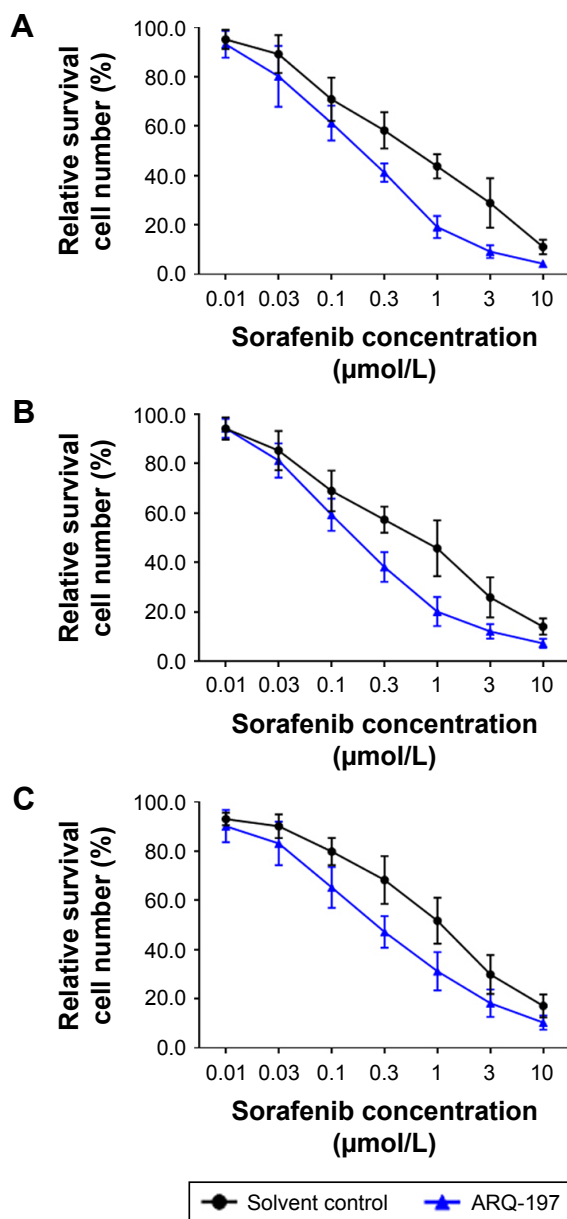 A
Relative survival
cell number (%)
100.0
80.0
60.0
40.0
20.0
0.0
0.01 0.03 0.1 0.3 1 3 10
Sorafenib concentration
(µmol/L)
B
Relative survival
cell number (%)
100.0
80.0
60.0
40.0
20.0
0.0
0.01 0.03 0.1 0.3 1 3 10
Sorafenib concentration
(µmol/L)
C
Relative survival
cell number (%)
100.0
80.0
60.0
40.0
20.0
0.0
0.01 0.03 0.1 0.3 1 3 10
Sorafenib concentration
(µmol/L)
Solvent control ARQ-197